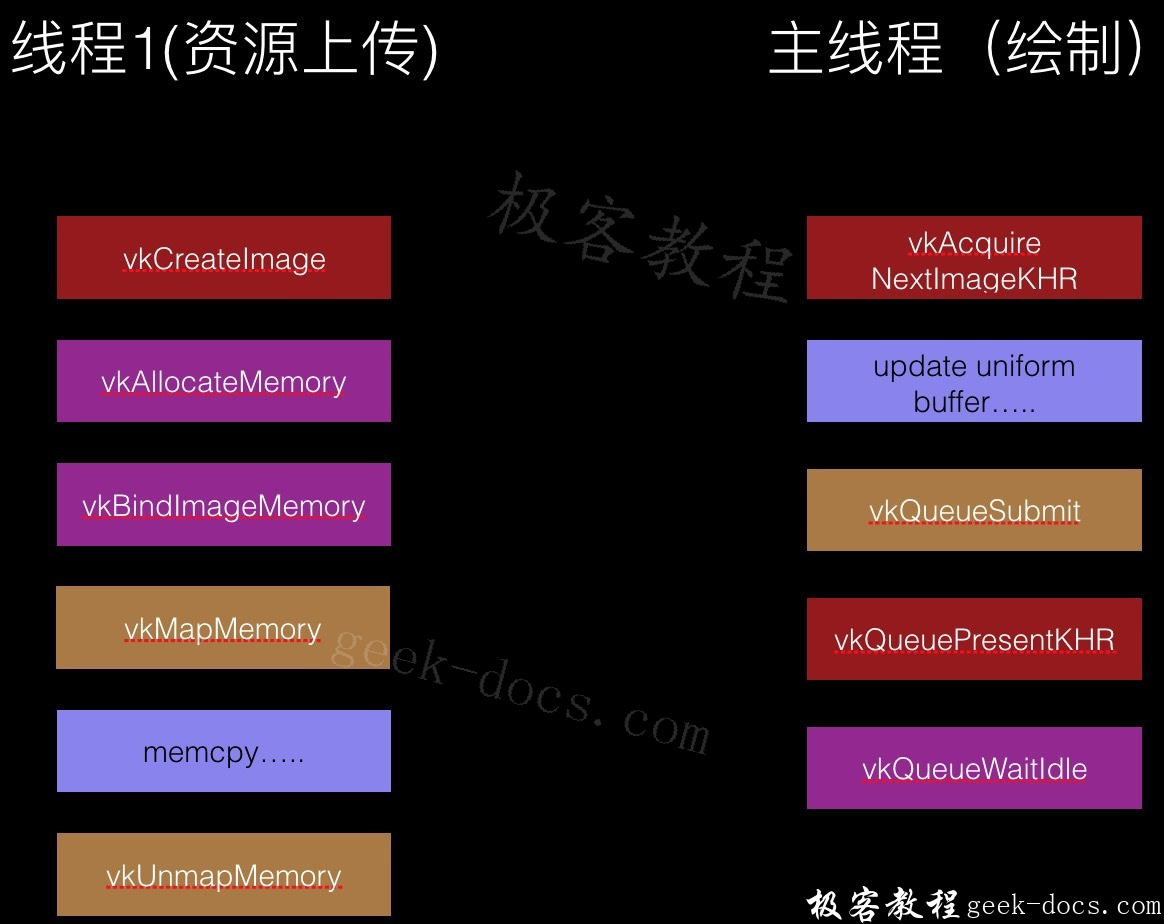 线程1(资源上传)
主线程（绘制）
vkCreateImage
vkAllocateMemory
vkBindImageMemory
vkMapMemory
memcpy…..
vkUnmapMemory
vkAcquire
NextImageKHR
update uniform
buffer…..
vkQueueSubmit
vkQueuePresentKHR
vkQueueWaitIdle
极客教程
geek-docs.com
极客教程 geek-docs.com